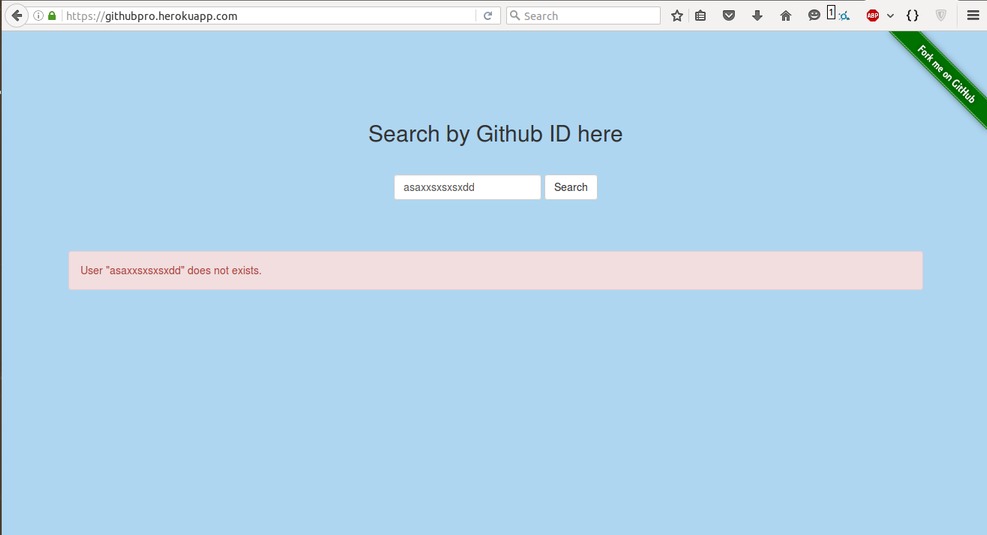 https://githubpro.herokuapp.com
Search
1
ABP
{}
Fork me on GitHub
Search by Github ID here
asaxxsxsxsxdd
Search
User "asaxxsxsxsxdd" does not exists.